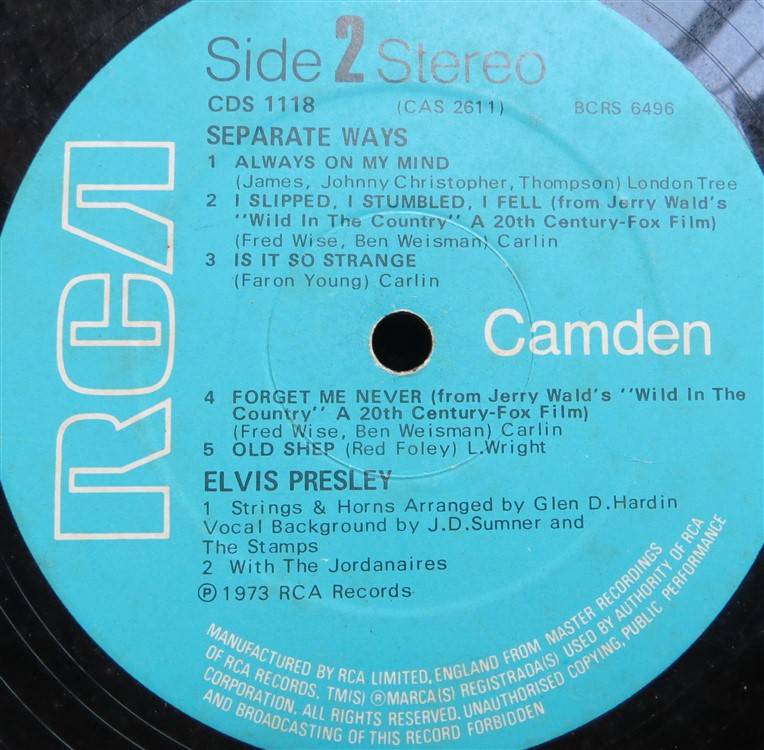 Side 2 Stereo
CDS 1118 (CAS 2611) BCRS 6496
SEPARATE WAYS
1 ALWAYS ON MY MIND
(James, Johnny Christopher, Thompson) London Tree
2 I SLIPPED, I STUMBLED, I FELL (from Jerry Wald's
''Wild In The Country'' A 20th Century-Fox Film)
(Fred Wise, Ben Weisman) Carlin
3 IS IT SO STRANGE
(Faron Young) Carlin
RCA
Camden
4 FORGET ME NEVER (from Jerry Wald's ''Wild In The
Country'' A 20th Century-Fox Film)
(Fred Wise, Ben Weisman) Carlin
5 OLD SHEP (Red Foley) L.Wright
ELVIS PRESLEY
1 Strings & Horns Arranged by Glen D.Hardin
Vocal Background by J.D.Sumner and
The Stamps
2 With The Jordanaires
℗ 1973 RCA Records
MANUFACTURED BY RCA LIMITED, ENGLAND FROM MASTER RECORDINGS
OF RCA RECORDS. TM(S) ® MARCA(S) REGISTRADA(S) USED BY AUTHORITY OF RCA
CORPORATION. ALL RIGHTS RESERVED. UNAUTHORISED COPYING, PUBLIC PERFORMANCE
AND BROADCASTING OF THIS RECORD FORBIDDEN